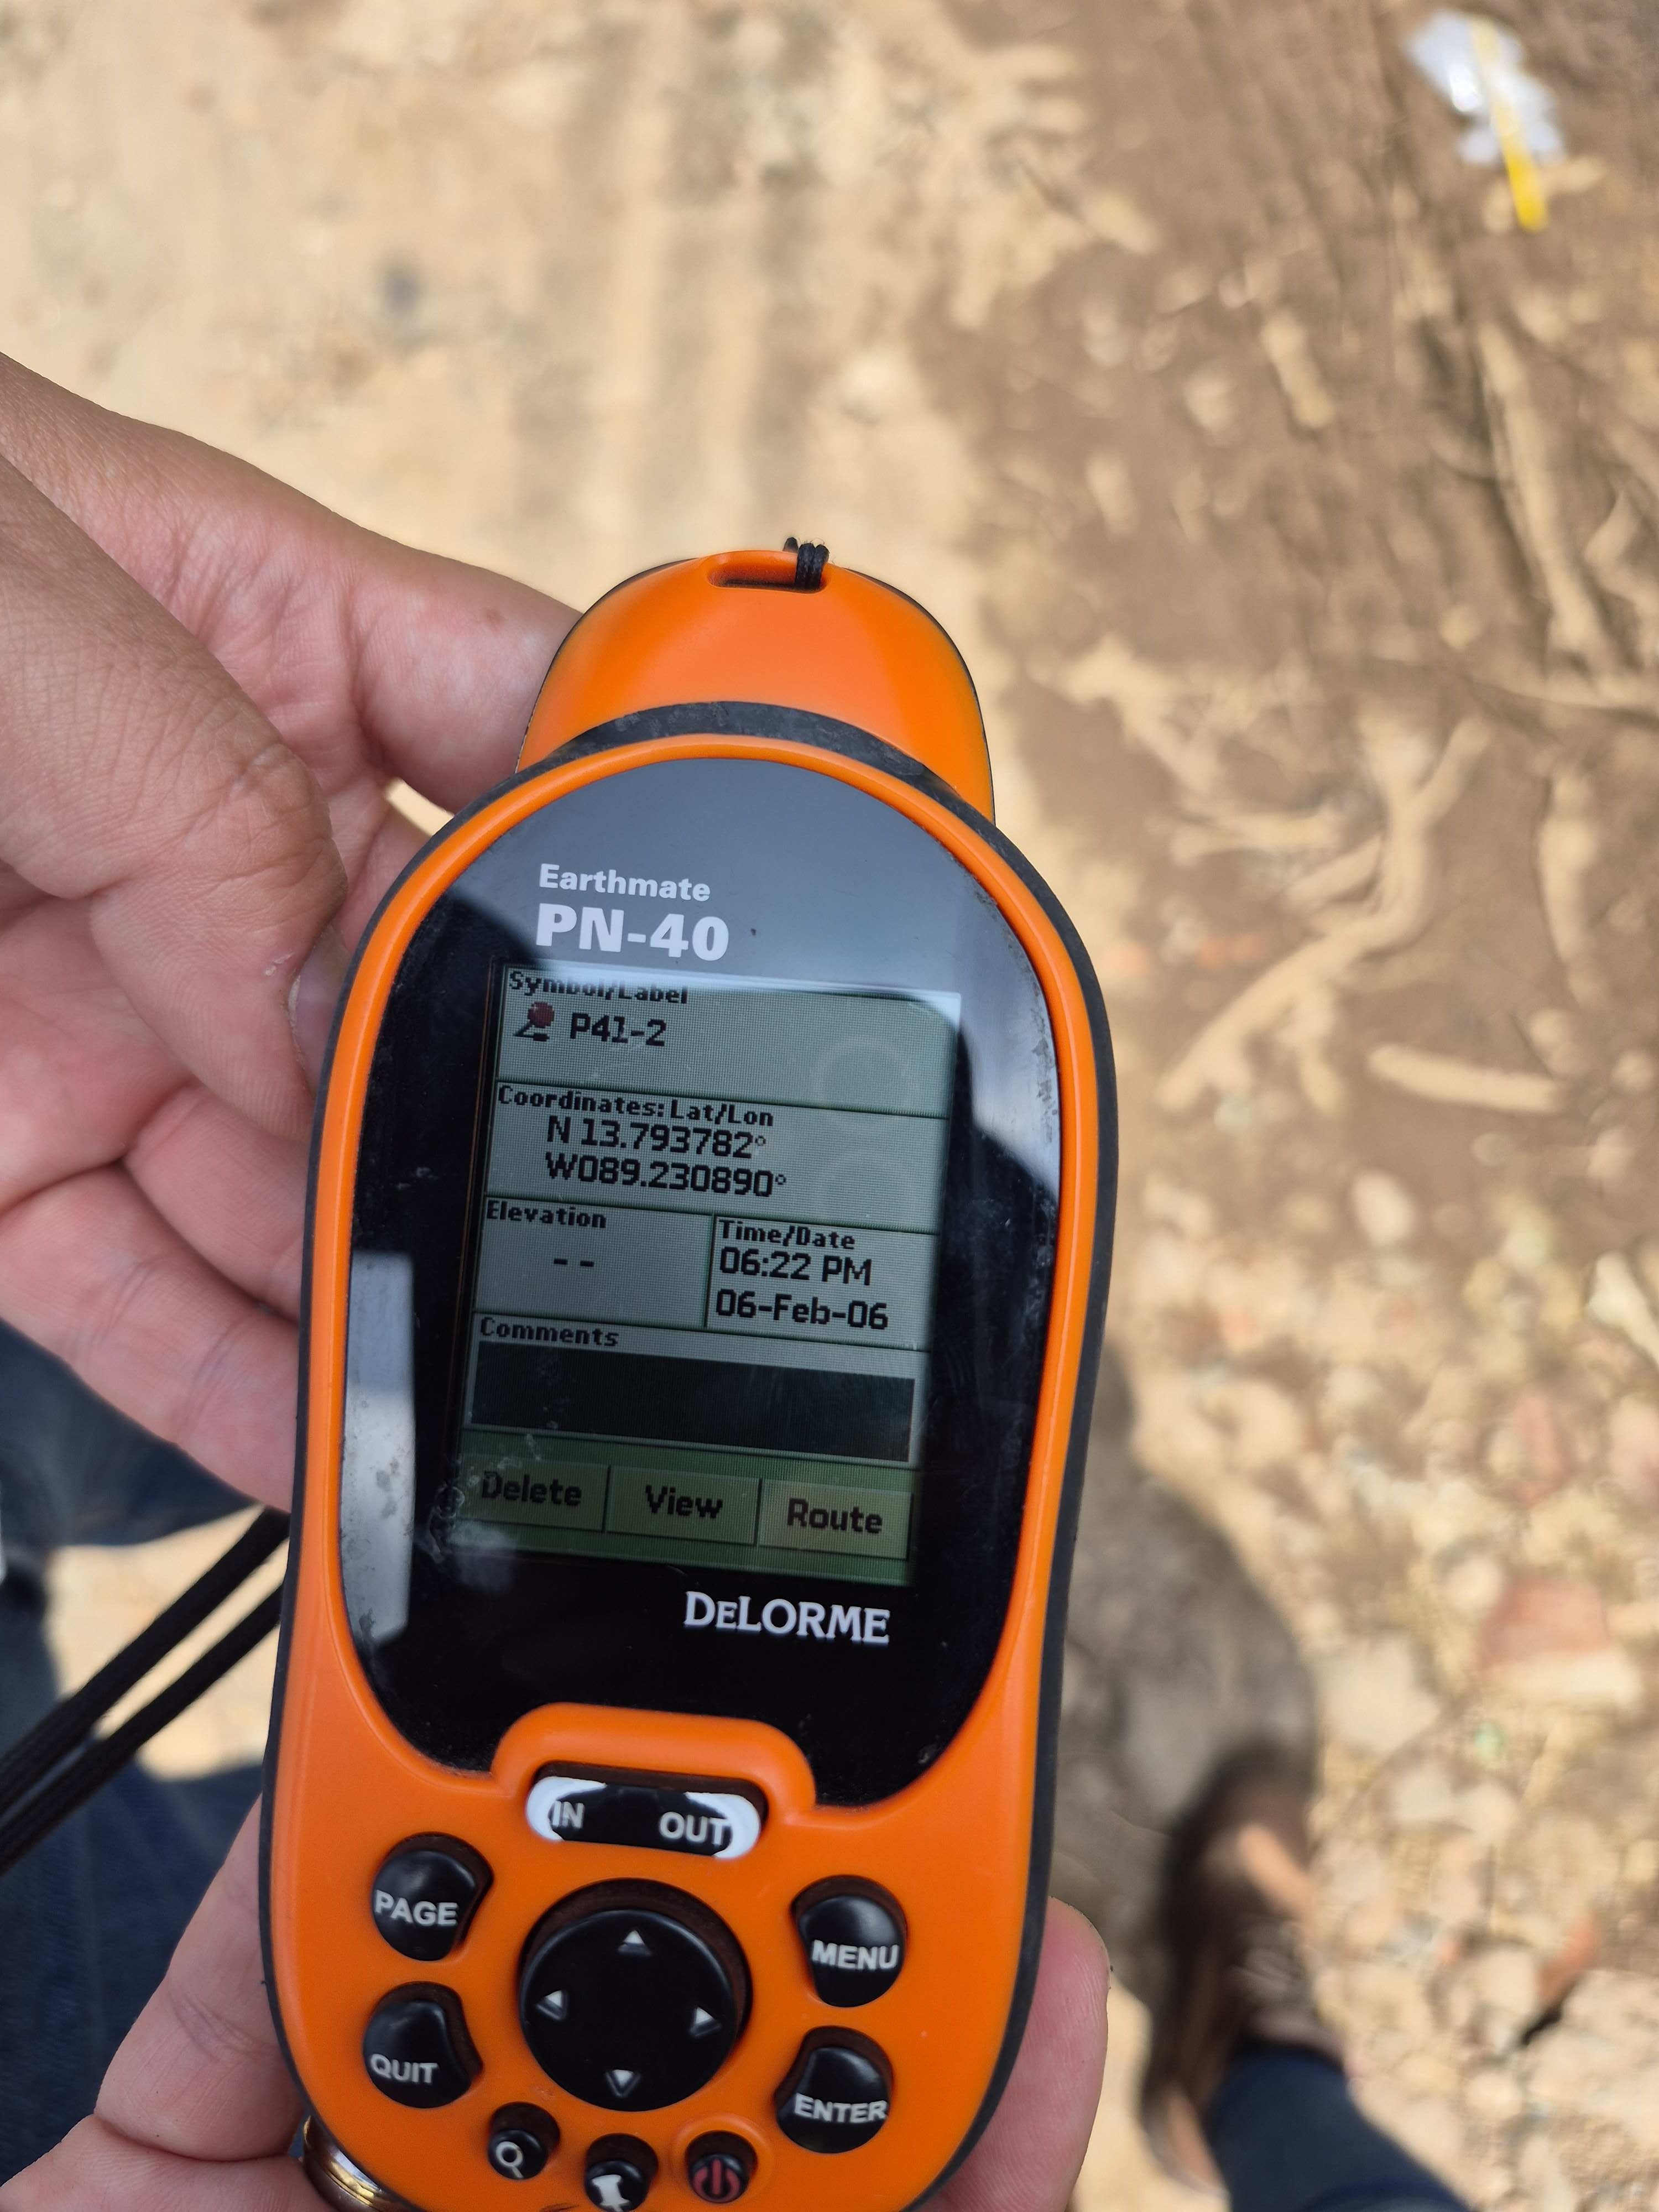 Earthmate
PN-40
Symbol/Label
P41-2
Coordinates: Lat/Lon
N 13.793782°
W089.230890°
Elevation
--
Time/Date
06:22 PM
06-Feb-06
Comments
Delete View Route
DELORME
IN OUT
PAGE
MENU
QUIT
ENTER